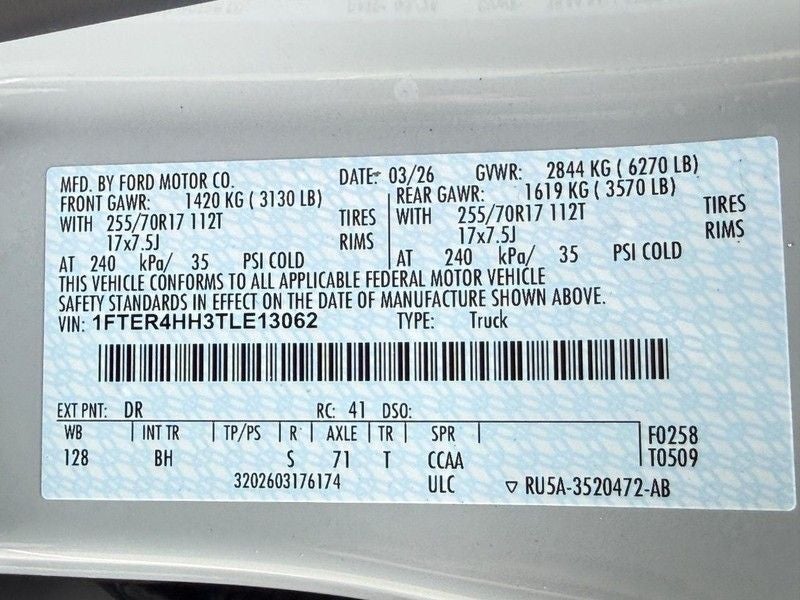 MFD. BY FORD MOTOR CO. DATE: 03/26 GVWR: 2844 KG ( 6270 LB)
FRONT GAWR: 1420 KG ( 3130 LB) REAR GAWR: 1619 KG ( 3570 LB)
WITH 255/70R17 112T TIRES WITH 255/70R17 112T TIRES
17x7.5J RIMS 17x7.5J RIMS
AT 240 kPa/ 35 PSI COLD AT 240 kPa/ 35 PSI COLD
THIS VEHICLE CONFORMS TO ALL APPLICABLE FEDERAL MOTOR VEHICLE
SAFETY STANDARDS IN EFFECT ON THE DATE OF MANUFACTURE SHOWN ABOVE.
VIN: 1FTER4HH3TLE13062 TYPE: Truck
EXT PNT: DR RC: 41 DSO:
WB | INT TR | TP/PS | R | AXLE | TR | SPR | F0258
128 BH S 71 T CCAA T0509
3202603176174 ULC ▽ RU5A-3520472-AB